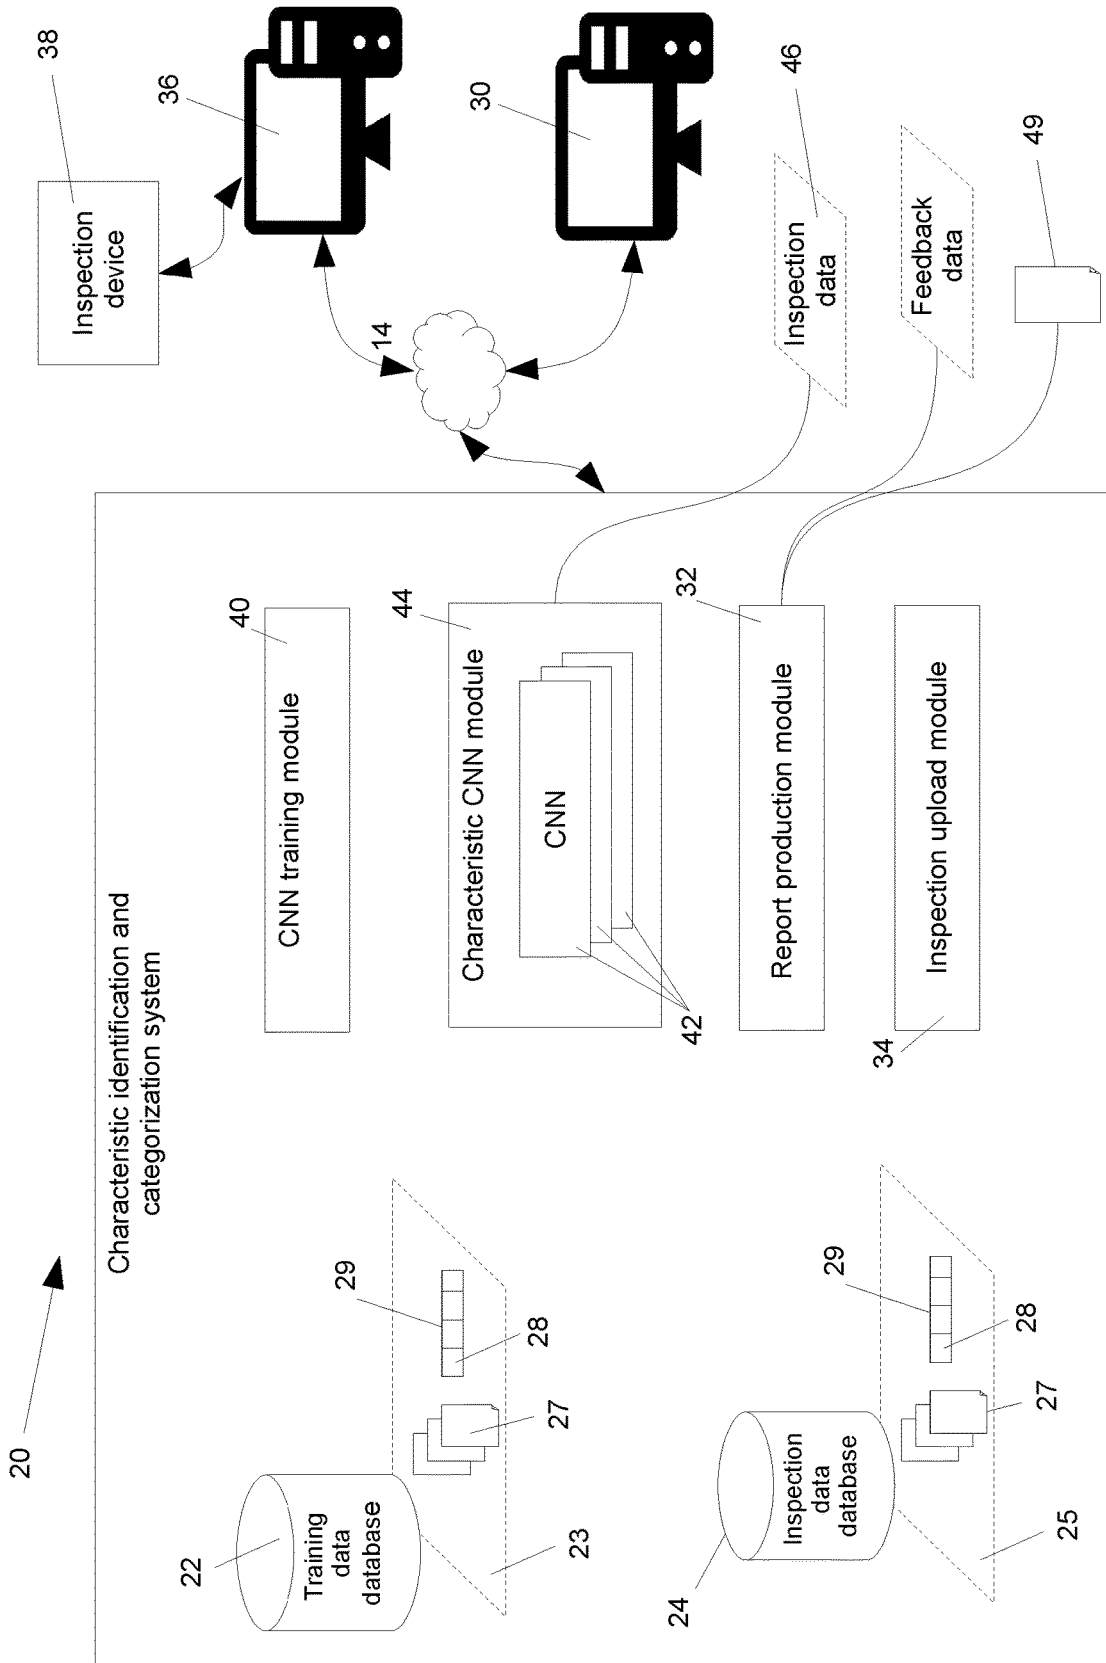 20
Characteristic identification and
categorization system
22
Training
data
database
23
27
28
29
24
Inspection
data
database
25
27
28
29
40
CNN training module
44
Characteristic CNN module
CNN
42
32
Report production module
34
Inspection upload module
38
Inspection
device
36
14
30
46
Inspection
data
Feedback
data
49